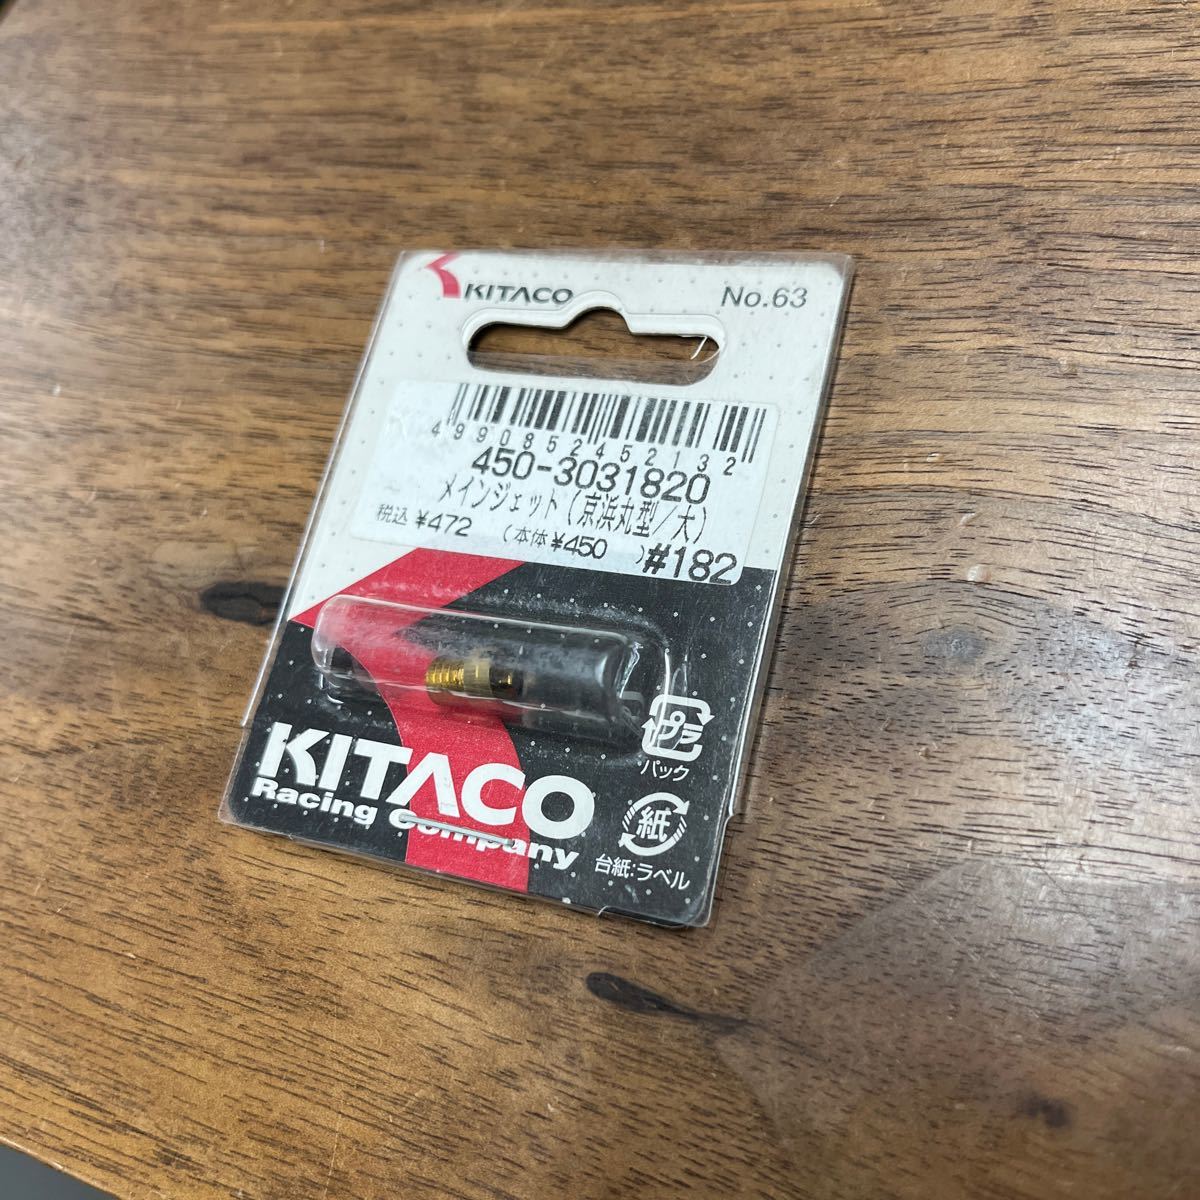 KITACO
No.63
4990852452132
450-3031820
メインジェット(京浜丸型/大)
税込 ¥472 (本体¥450 )#182
KITACO
Racing Company
プラ
パック
紙
台紙:ラベル